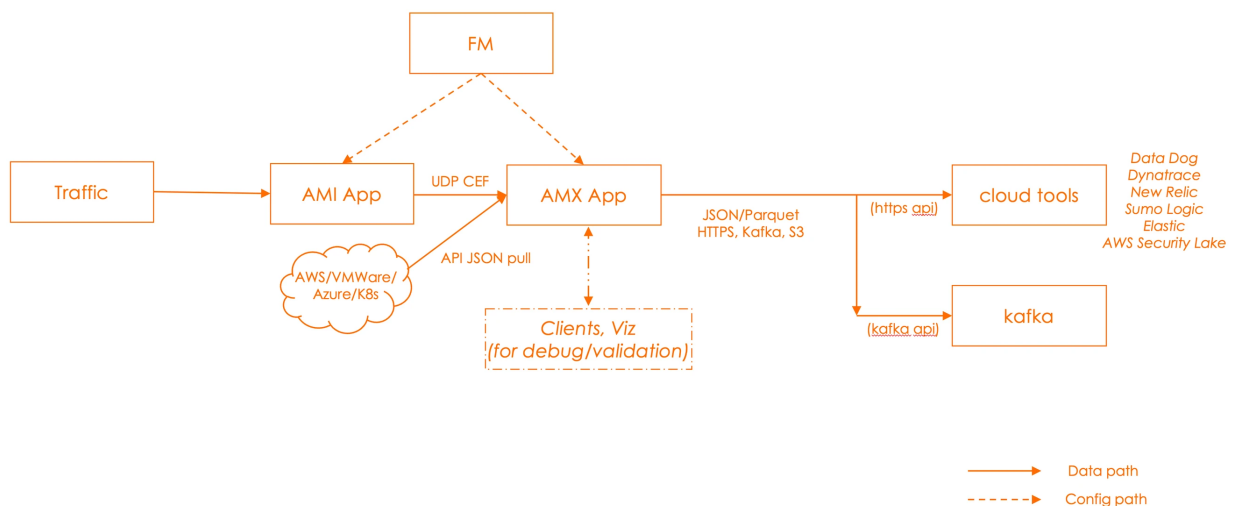 FM
Traffic
AMI App
UDP CEF
AMX App
JSON/Parquet
HTTPS, Kafka, S3
(https api)
cloud tools
Data Dog
Dynatrace
New Relic
Sumo Logic
Elastic
AWS Security Lake
AWS/VMWare/
Azure/K8s
API JSON pull
Clients, Viz
(for debug/validation)
(kafka api)
kafka
Data path
Config path